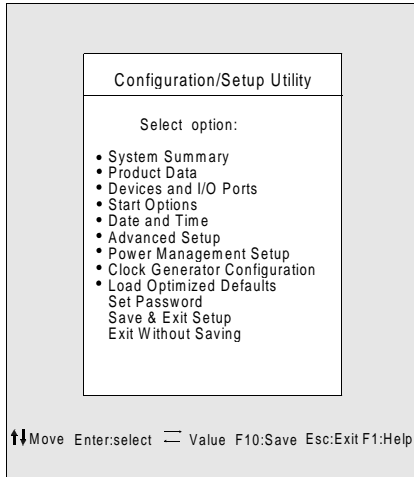 Configuration/Setup Utility
Select option:
• System Summary
• Product Data
• Devices and I/O Ports
• Start Options
• Date and Time
• Advanced Setup
• Power Management Setup
• Clock Generator Configuration
• Load Optimized Defaults
Set Password
Save & Exit Setup
Exit Without Saving
Move Enter:select Value F10:Save Esc:Exit F1:Help